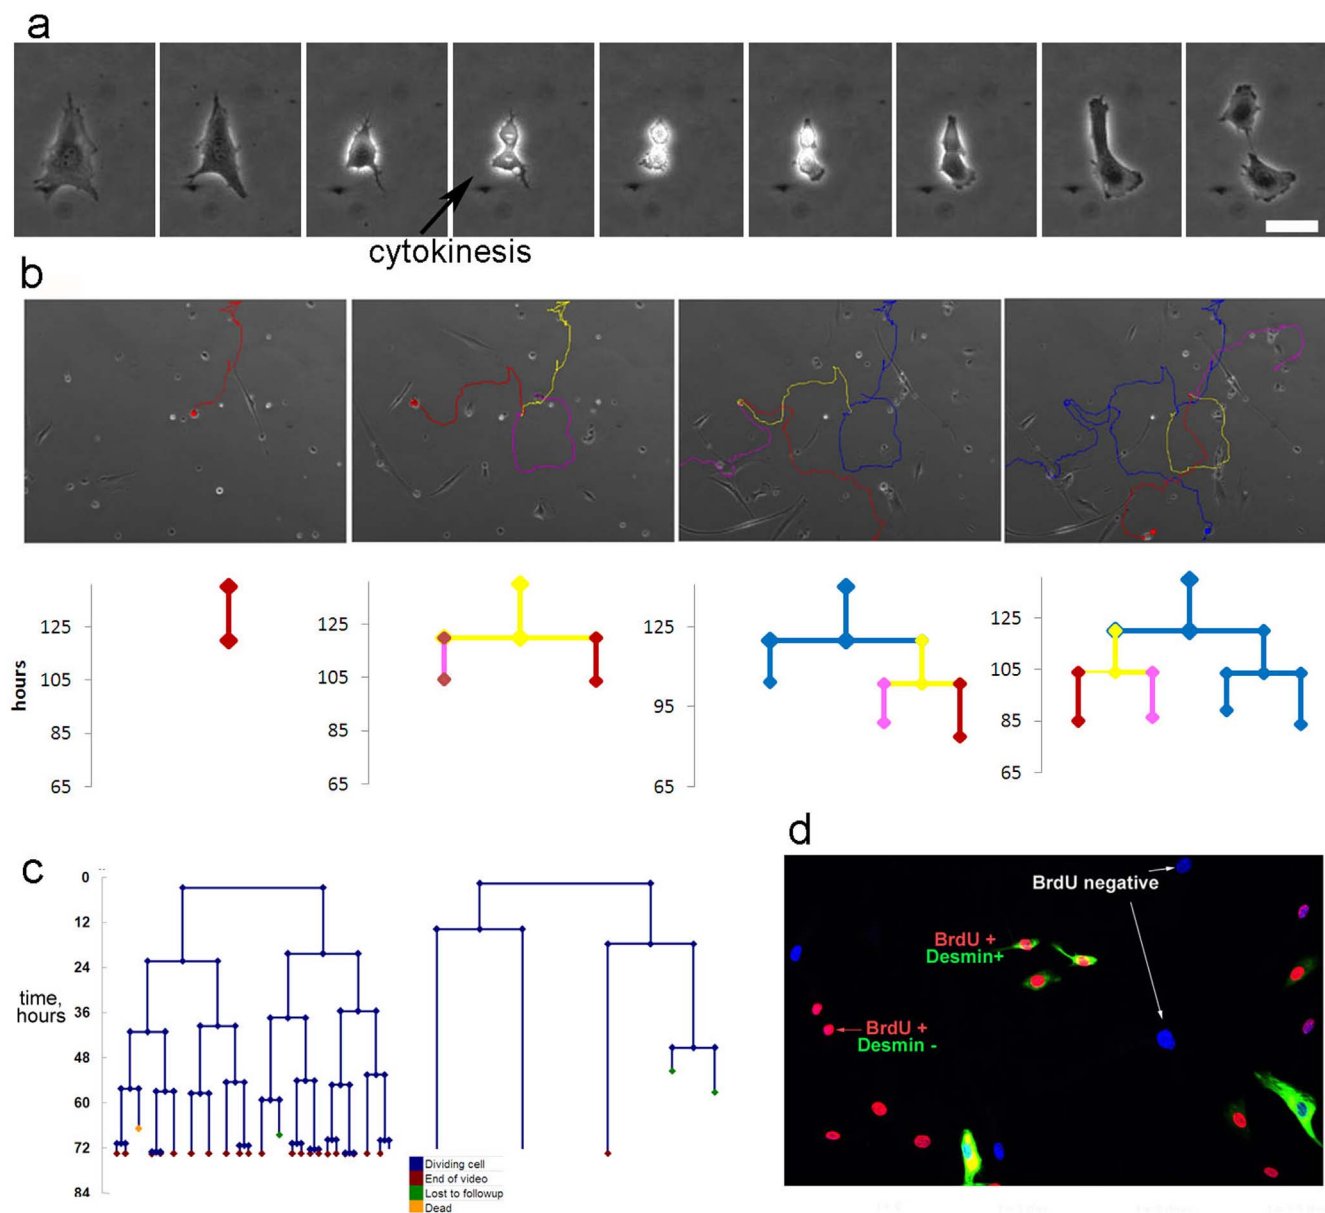 a
cytokinesis
b
hours
125
105
85
65
125
105
85
65
125
95
65
125
105
85
65
c
0
12
24
36
48
60
72
84
time,
hours
Dividing cell
End of video
Lost to followup
Dead
d
BrdU negative
BrdU +
Desmin+
BrdU +
Desmin -